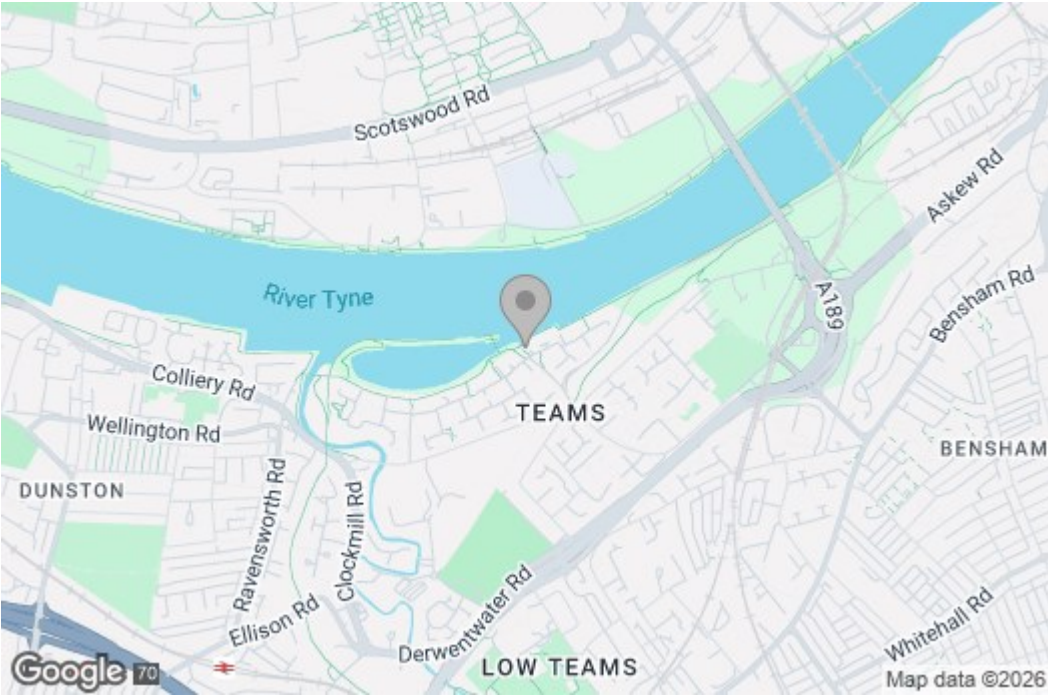 Scotswood Rd
Askew Rd
River Tyne
A189
Bensham Rd
Colliery Rd
Wellington Rd
TEAMS
BENSHAM
DUNSTON
Ravensworth Rd
Clockmill Rd
Ellison Rd
Derwentwater Rd
Whitehall Rd
LOW TEAMS
Google
70
Map data ©2026